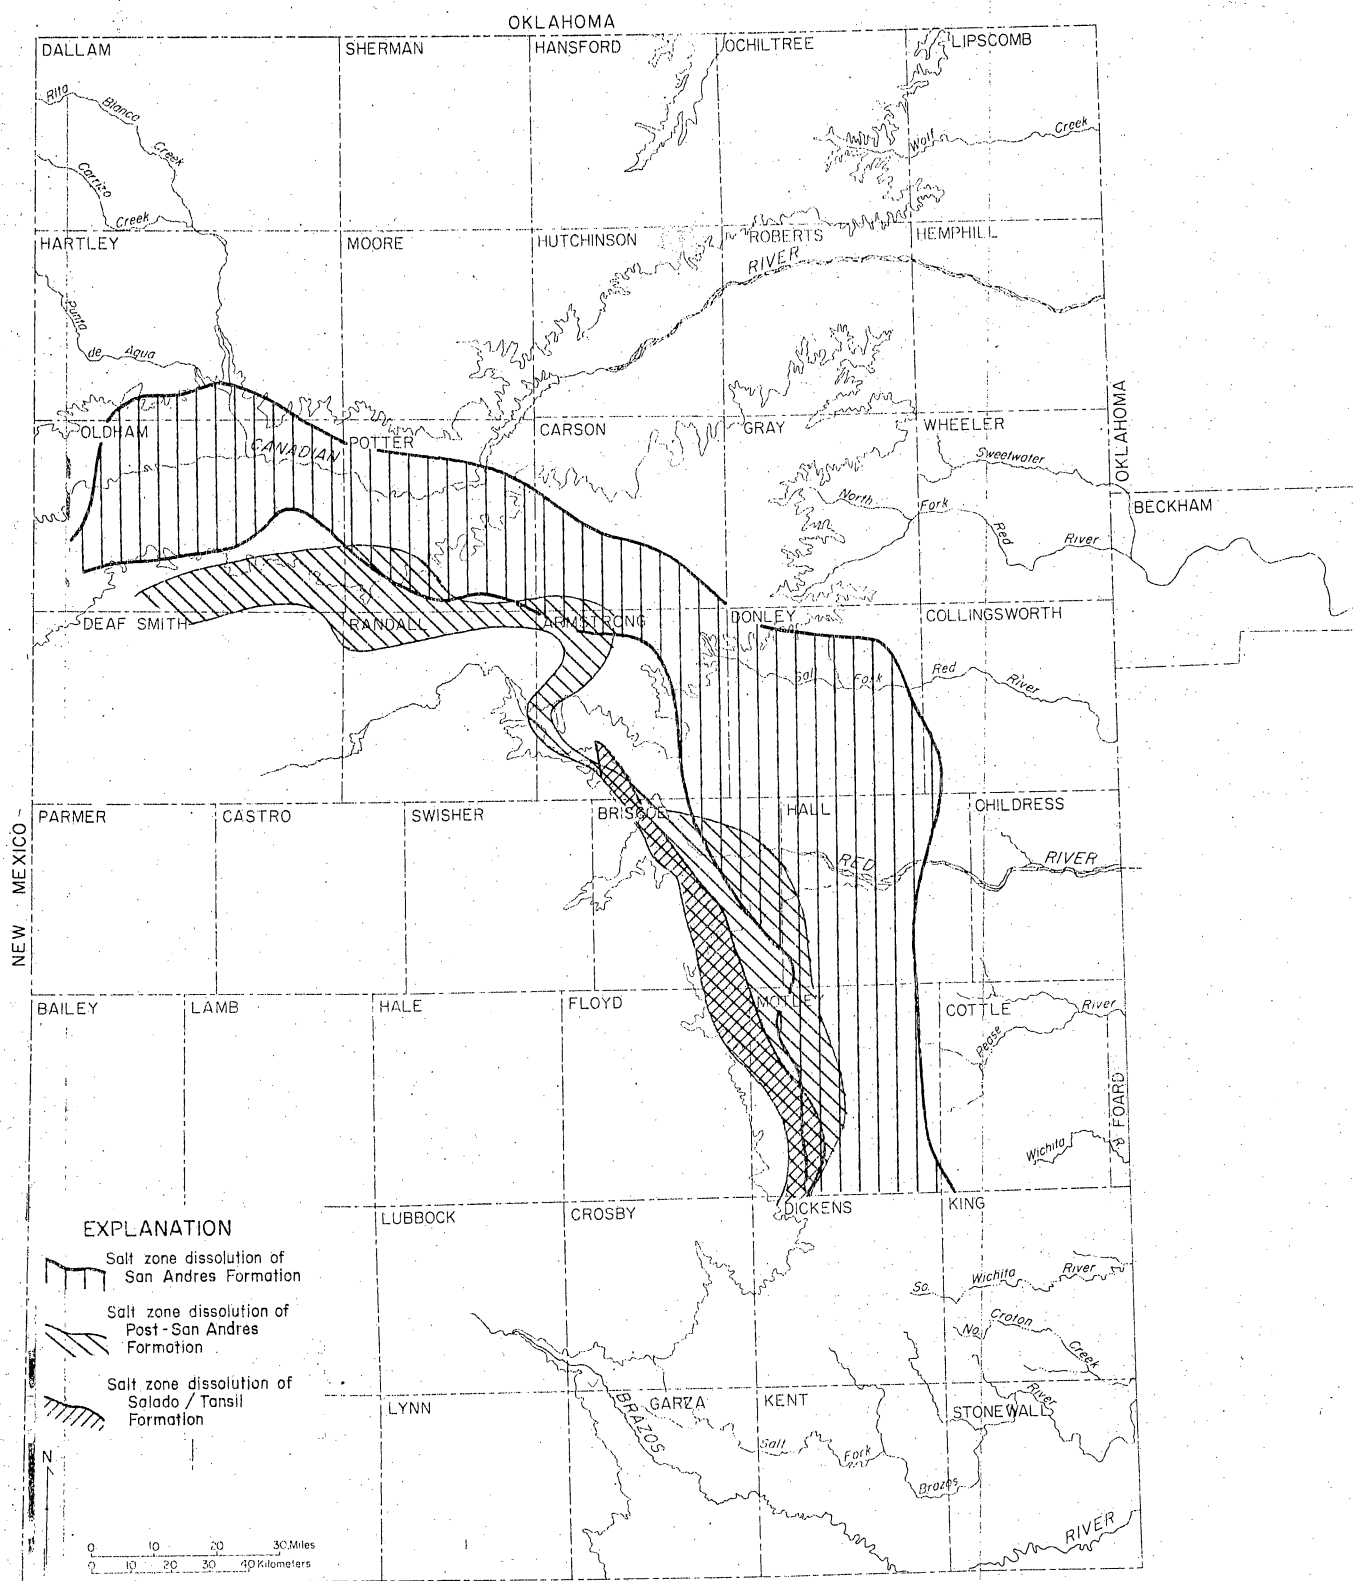 OKLAHOMA
DALLAM
SHERMAN
HANSFORD
OCHILTREE
LIPSCOMB
Rita
Blanca
Creek
Wolf
Creek
Carrizo
Creek
HARTLEY
MOORE
HUTCHINSON
ROBERTS
HEMPHILL
RIVER
Punta
de Agua
OKLAHOMA
OLDHAM
CANADIAN
POTTER
CARSON
GRAY
WHEELER
Sweetwater
North
Fork
Red
River
BECKHAM
DEAF SMITH
RANDALL
ARMSTRONG
DONLEY
COLLINGSWORTH
Salt
Fork
Red
River
NEW MEXICO
PARMER
CASTRO
SWISHER
BRISCOE
HALL
CHILDRESS
RED
RIVER
BAILEY
LAMB
HALE
FLOYD
MOTLEY
COTTLE
Pease
River
FOARD
Wichita
R
LUBBOCK
CROSBY
DICKENS
KING
EXPLANATION
Salt zone dissolution of
San Andres Formation
Salt zone dissolution of
Post-San Andres
Formation
Salt zone dissolution of
Salado / Tansil
Formation
So.
Wichita
River
No.
Croton
Creek
LYNN
GARZA
KENT
STONEWALL
River
BRAZOS
Salt
Fork
Brazos
RIVER
N
0 10 20 30 Miles
0 10 20 30 40 Kilometers